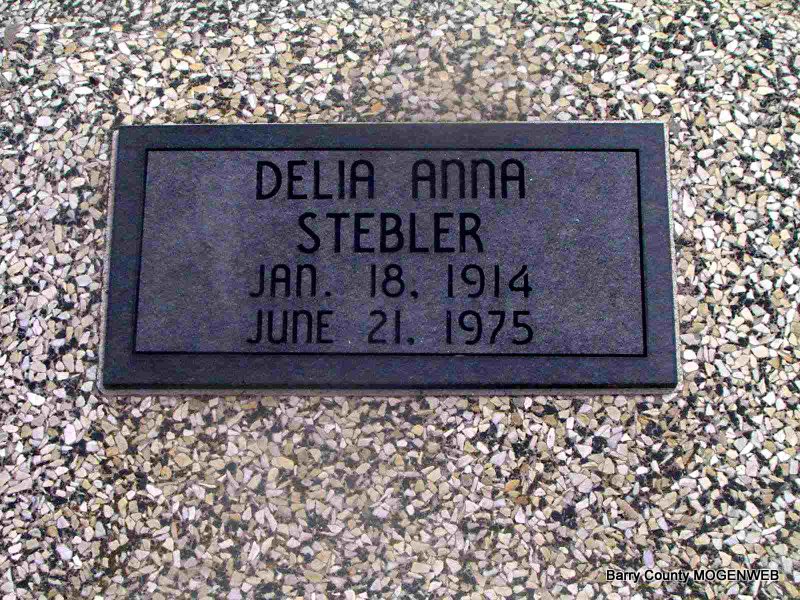 DELIA ANNA
STEBLER
JAN. 18, 1914
JUNE 21, 1975
Barry County MOGENWEB